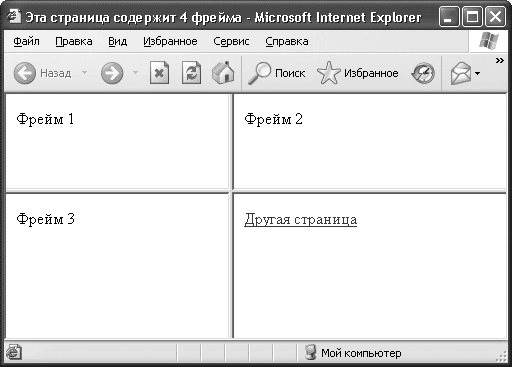 Эта страница содержит 4 фрейма - Microsoft Internet Explorer
Файл Правка Вид Избранное Сервис Справка
Назад Поиск Избранное »
Фрейм 1 Фрейм 2
Фрейм 3 Другая страница
Мой компьютер